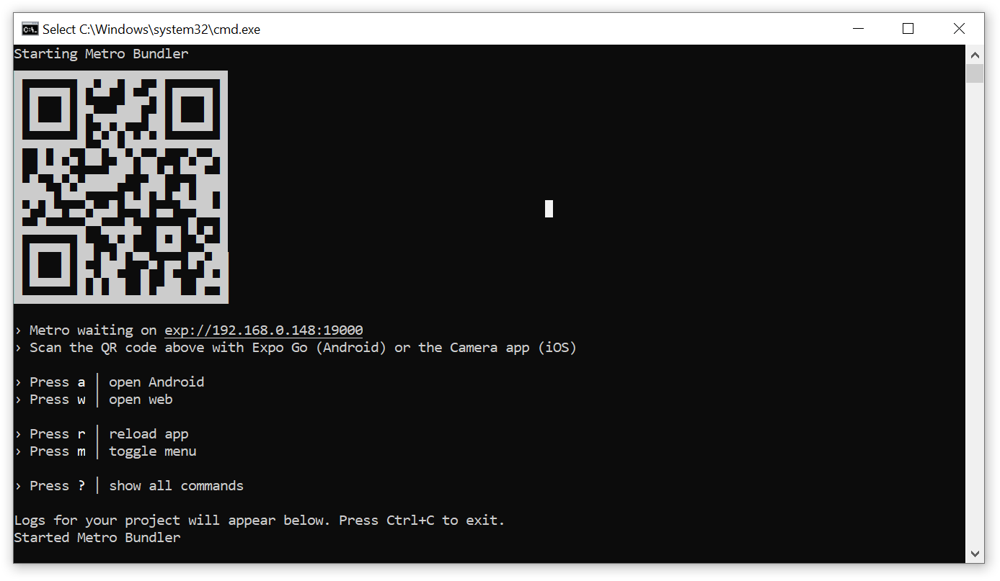 Select C:\Windows\system32\cmd.exe
Starting Metro Bundler
› Metro waiting on exp://192.168.0.148:19000
› Scan the QR code above with Expo Go (Android) or the Camera app (iOS)
› Press a │ open Android
› Press w │ open web
› Press r │ reload app
› Press m │ toggle menu
› Press ? │ show all commands
Logs for your project will appear below. Press Ctrl+C to exit.
Started Metro Bundler